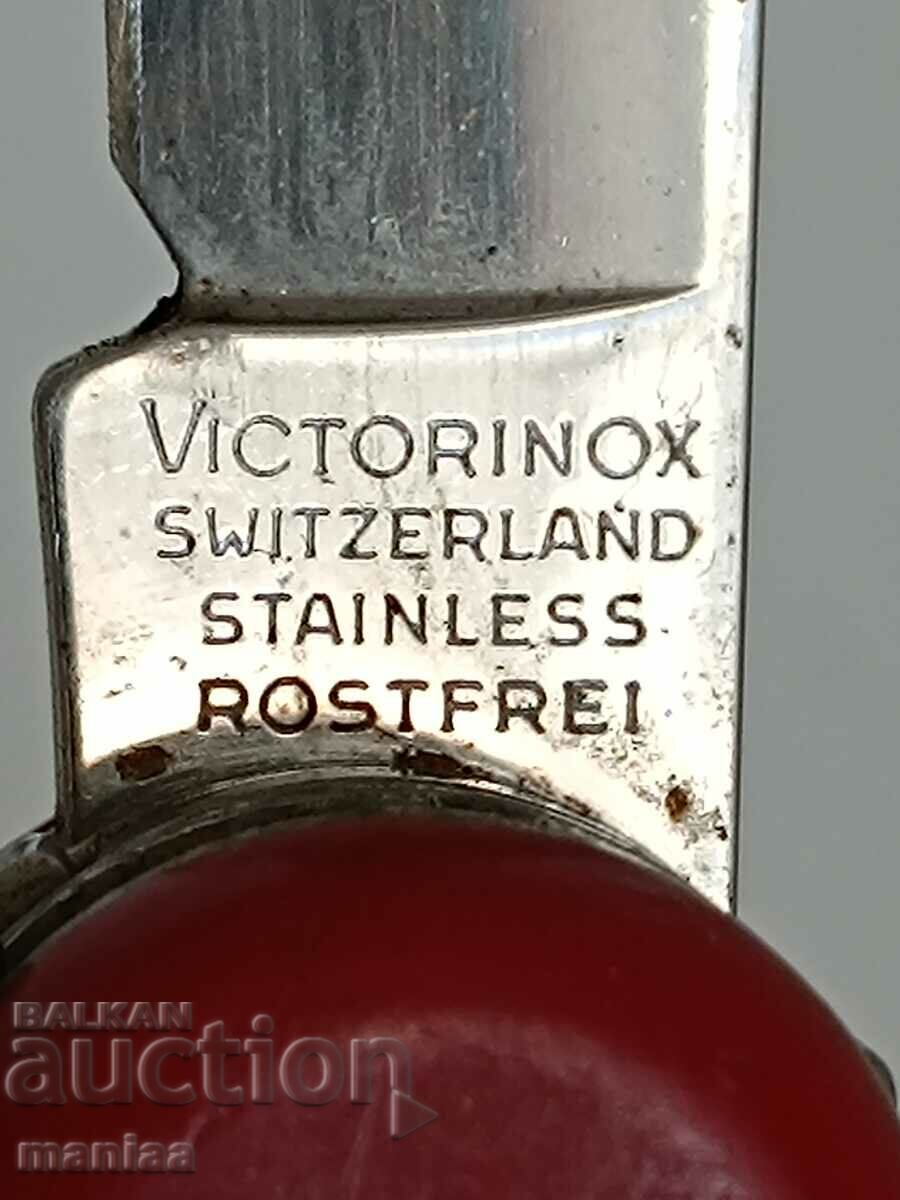 VICTORINOX
SWITZERLAND
STAINLESS
ROSTFREI
BALKAN
auction
maniaa